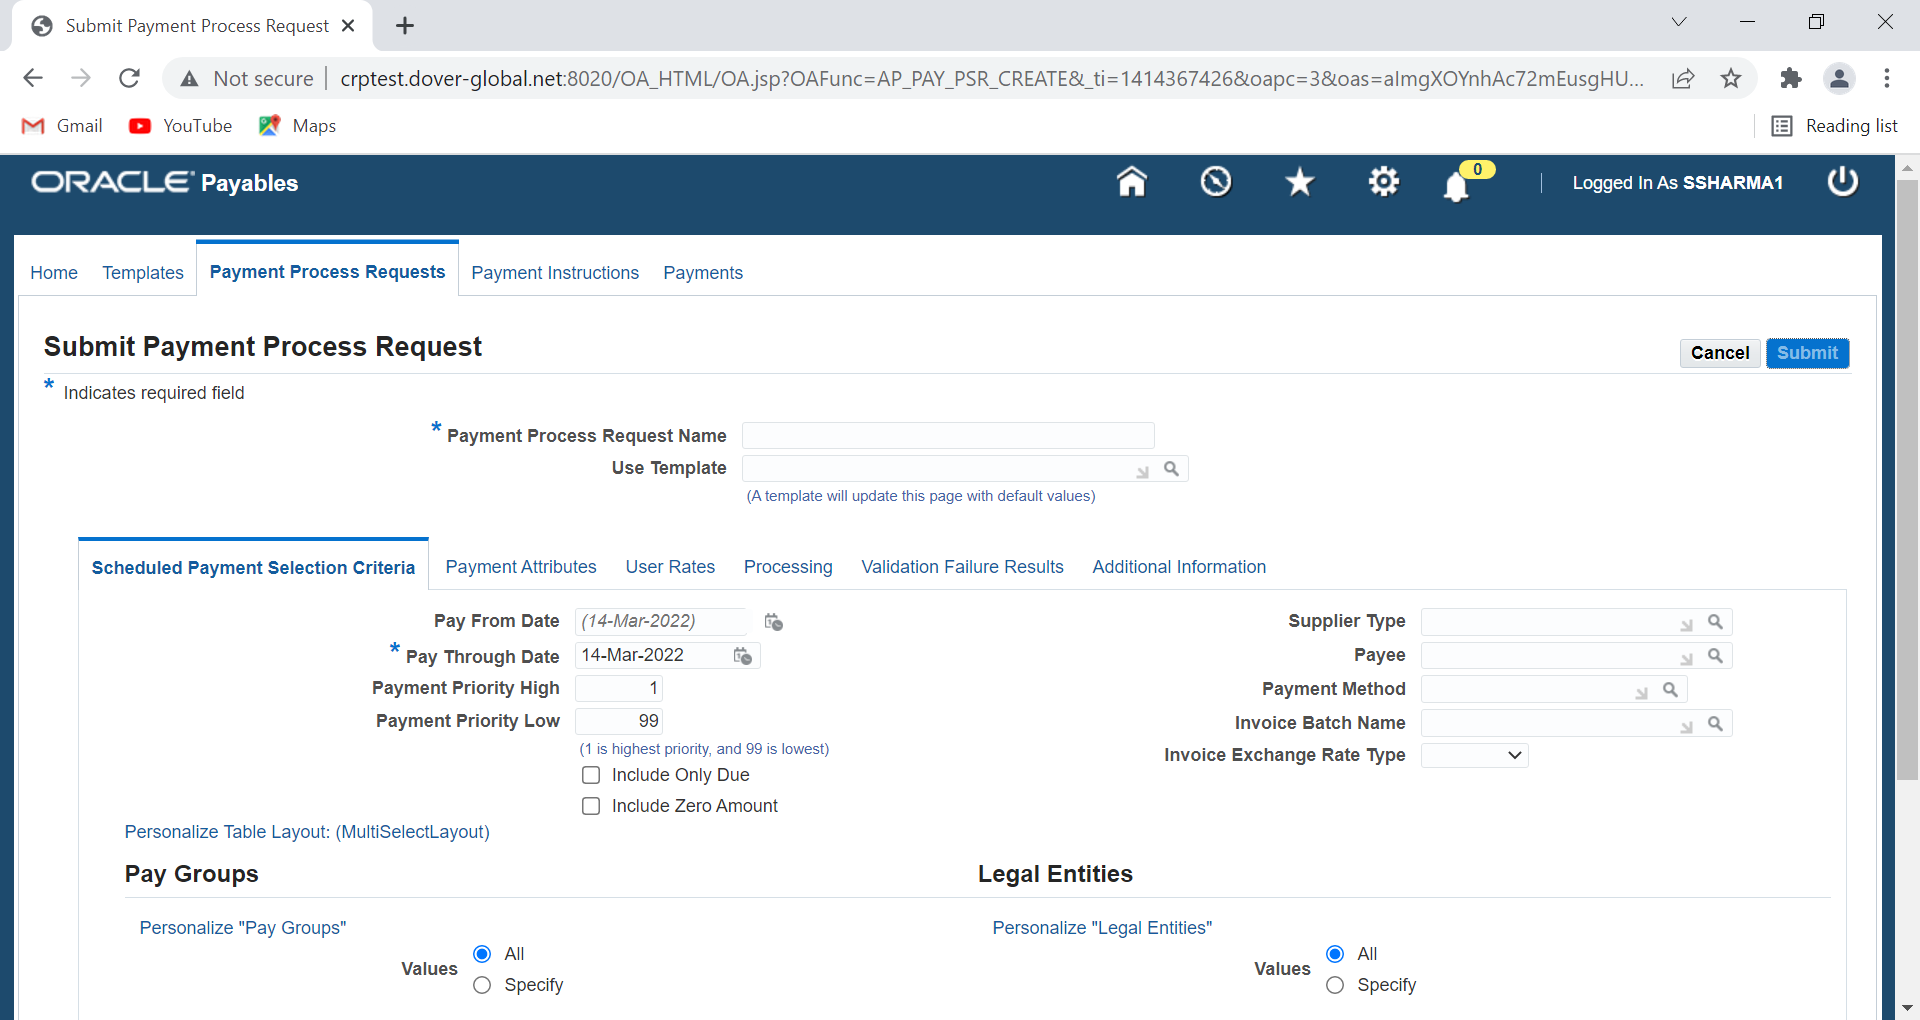 Submit Payment Process Request
Not secure crptest.dover-global.net:8020/OA_HTML/OA.jsp?OAFunc=AP_PAY_PSR_CREATE&_ti=1414367426&oapc=3&oas=almgXOYnhAc72mEusgHU...
Gmail YouTube Maps Reading list
ORACLE Payables 0 Logged In As SSHARMA1
Home Templates Payment Process Requests Payment Instructions Payments
Submit Payment Process Request Cancel Submit
* Indicates required field
* Payment Process Request Name
Use Template
(A template will update this page with default values)
Scheduled Payment Selection Criteria Payment Attributes User Rates Processing Validation Failure Results Additional Information
Pay From Date (14-Mar-2022) Supplier Type
* Pay Through Date 14-Mar-2022 Payee
Payment Priority High 1 Payment Method
Payment Priority Low 99 Invoice Batch Name
(1 is highest priority, and 99 is lowest) Invoice Exchange Rate Type
Include Only Due
Include Zero Amount
Personalize Table Layout: (MultiSelectLayout)
Pay Groups Legal Entities
Personalize "Pay Groups" Personalize "Legal Entities"
Values All Values All
Specify Specify